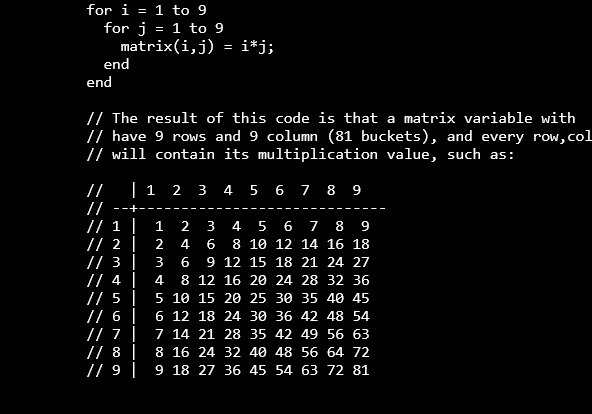 for i = 1 to 9
  for j = 1 to 9
    matrix(i,j) = i*j;
  end
end

// The result of this code is that a matrix variable with
// have 9 rows and 9 column (81 buckets), and every row,col
// will contain its multiplication value, such as:

//   | 1  2  3  4  5  6  7  8  9
// --+-----------------------------
// 1 |  1  2  3  4  5  6  7  8  9
// 2 |  2  4  6  8 10 12 14 16 18
// 3 |  3  6  9 12 15 18 21 24 27
// 4 |  4  8 12 16 20 24 28 32 36
// 5 |  5 10 15 20 25 30 35 40 45
// 6 |  6 12 18 24 30 36 42 48 54
// 7 |  7 14 21 28 35 42 49 56 63
// 8 |  8 16 24 32 40 48 56 64 72
// 9 |  9 18 27 36 45 54 63 72 81